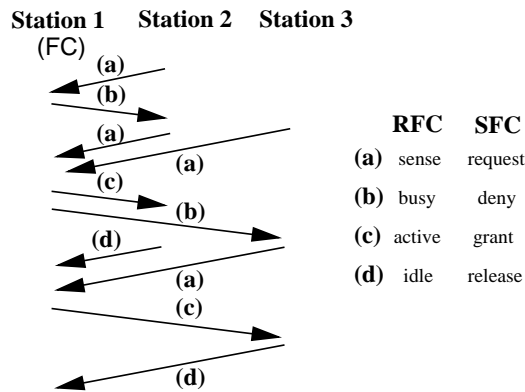 Station 1 Station 2 Station 3
(FC)
(a)
(b)
(a)
(a)
(c)
(b)
(d)
(a)
(c)
(d)
RFC SFC
(a) sense request
(b) busy deny
(c) active grant
(d) idle release